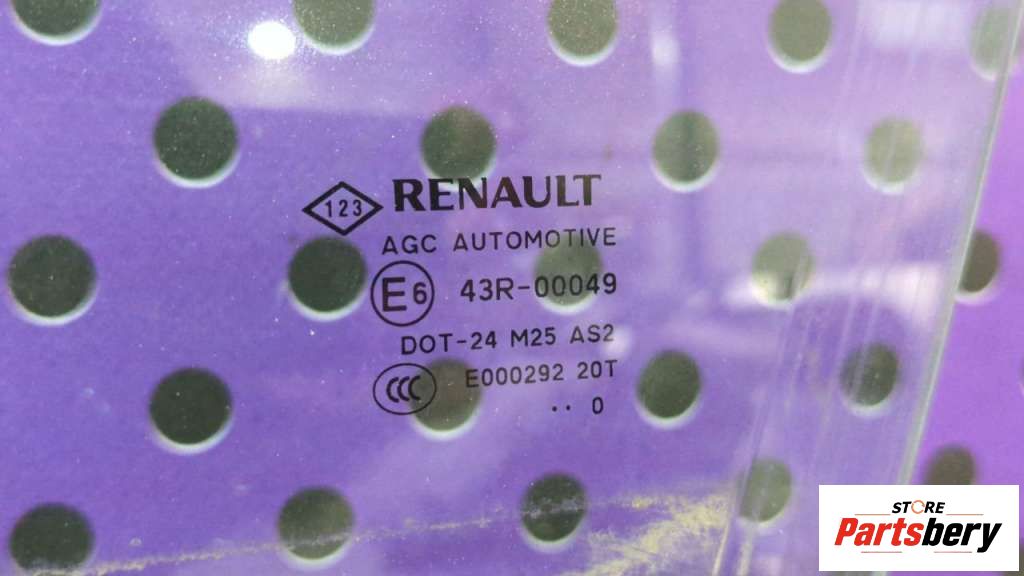 123 RENAULT
AGC AUTOMOTIVE
E6 43R-00049
DOT-24 M25 AS2
CCC E000292 20T
.. 0
STORE
Partsbery